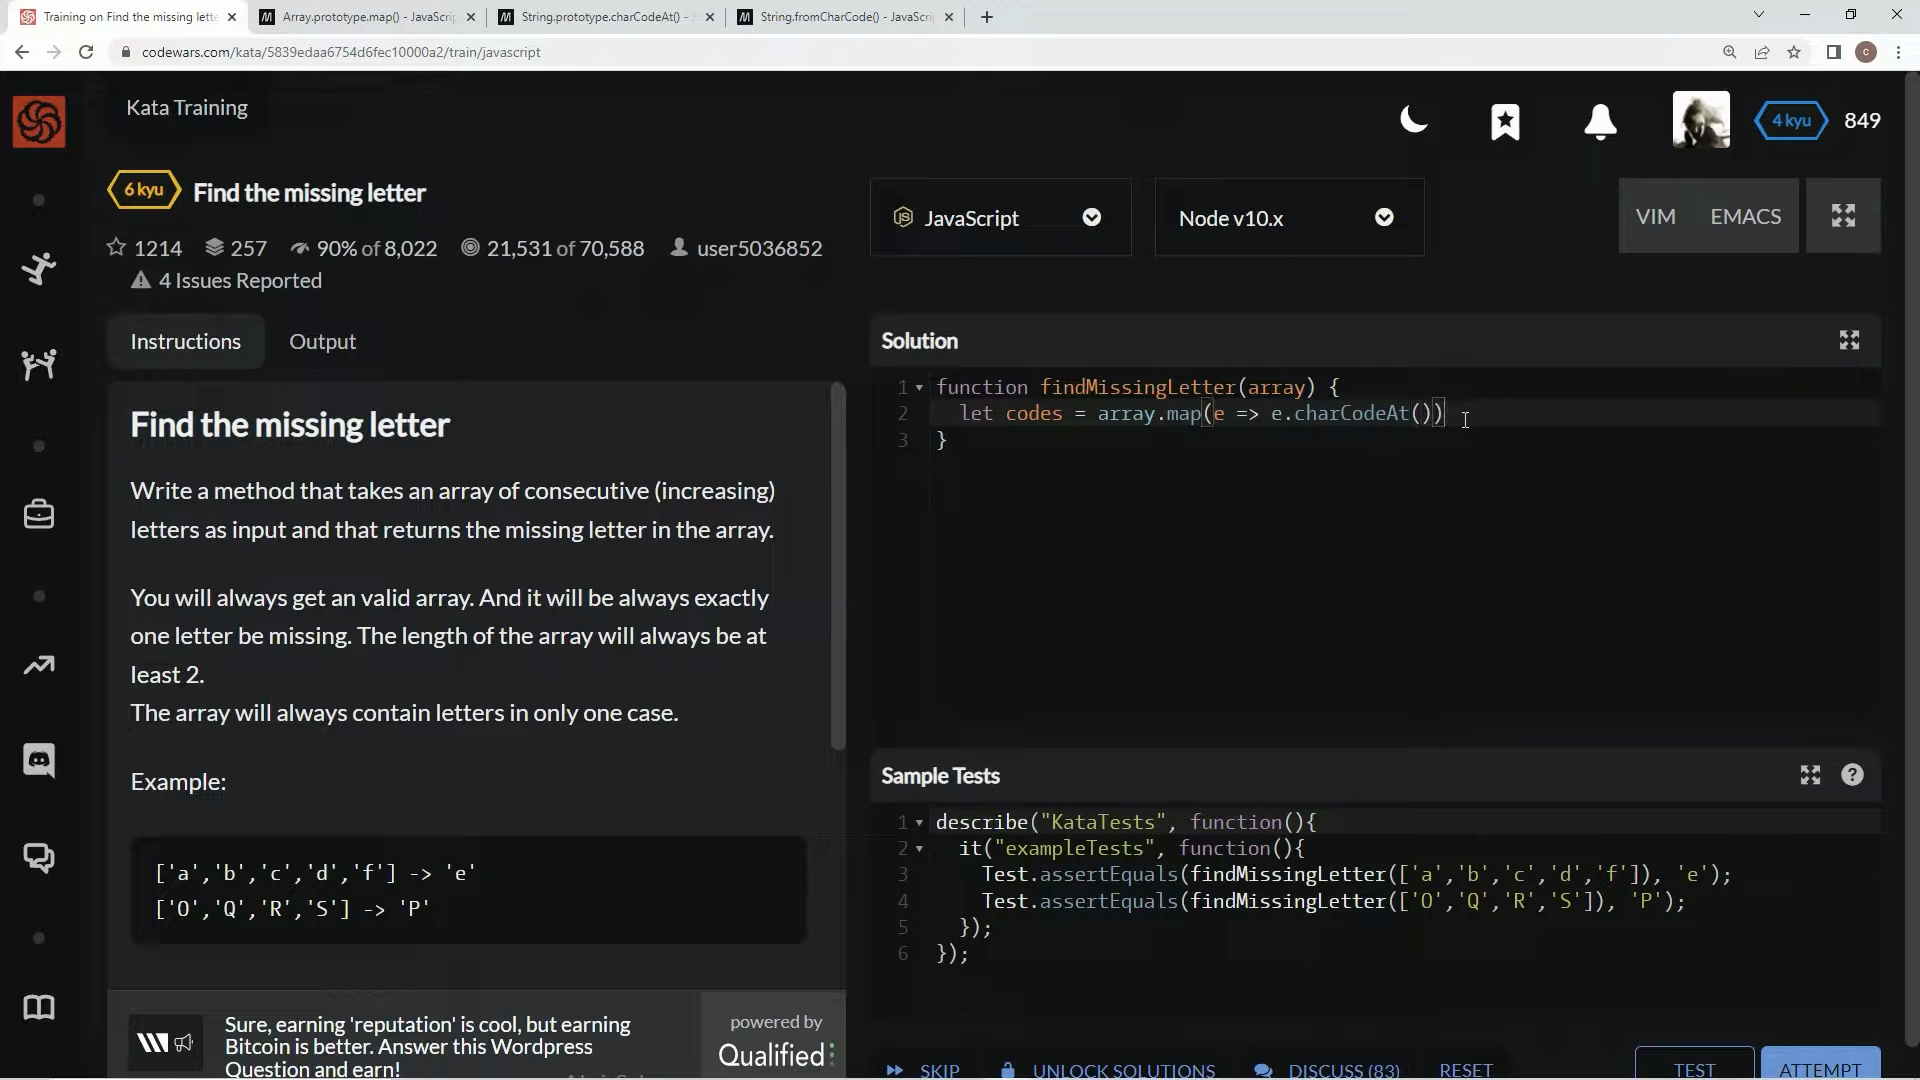 Training on Find the missing lette
Array.prototype.map() - JavaScrip
String.prototype.charCodeAt() -
String.fromCharCode() - JavaScri
codewars.com/kata/5839edaa6754d6fec10000a2/train/javascript
C
Kata Training
4 kyu 849
6 kyu Find the missing letter
1214 257 90% of 8,022 21,531 of 70,588 user5036852
4 Issues Reported
JavaScript
Node v10.x
VIM EMACS
Instructions Output
Find the missing letter
Write a method that takes an array of consecutive (increasing)
letters as input and that returns the missing letter in the array.
You will always get an valid array. And it will be always exactly
one letter be missing. The length of the array will always be at
least 2.
The array will always contain letters in only one case.
Example:
['a','b','c','d','f'] -> 'e'
['O','Q','R','S'] -> 'P'
Sure, earning 'reputation' is cool, but earning
Bitcoin is better. Answer this Wordpress
Question and earn!
powered by
Qualified
Solution
1 function findMissingLetter(array) {
2 let codes = array.map(e => e.charCodeAt())
3 }
Sample Tests
?
1 describe("KataTests", function(){
2 it("exampleTests", function(){
3 Test.assertEquals(findMissingLetter(['a','b','c','d','f']), 'e');
4 Test.assertEquals(findMissingLetter(['O','Q','R','S']), 'P');
5 });
6 });
SKIP UNLOCK SOLUTIONS DISCUSS (83) RESET TEST ATTEMPT